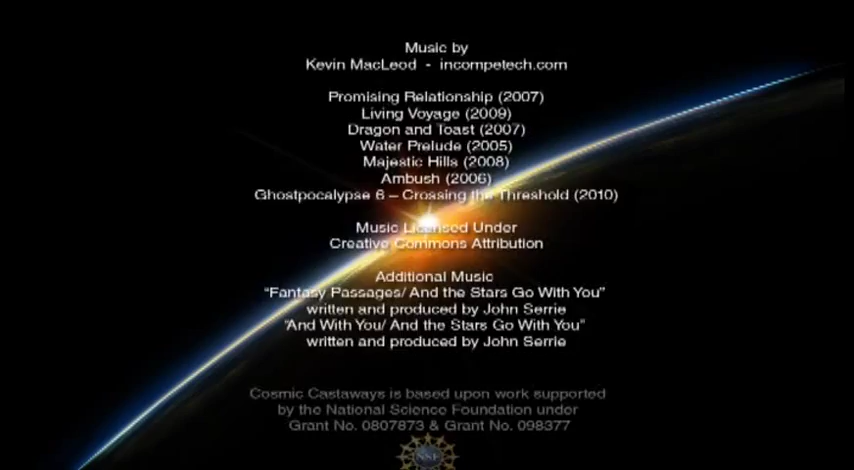 Music by
Kevin MacLeod - incompetech.com
Promising Relationship (2007)
Living Voyage (2009)
Dragon and Toast (2007)
Water Prelude (2005)
Majestic Hills (2008)
Ambush (2006)
Ghostpocalypse 6 – Crossing the Threshold (2010)
Music Licensed Under
Creative Commons Attribution
Additional Music
“Fantasy Passages/ And the Stars Go With You”
written and produced by John Serrie
“And With You/ And the Stars Go With You”
written and produced by John Serrie
Cosmic Castaways is based upon work supported
by the National Science Foundation under
Grant No. 0807873 & Grant No. 098377
NSF